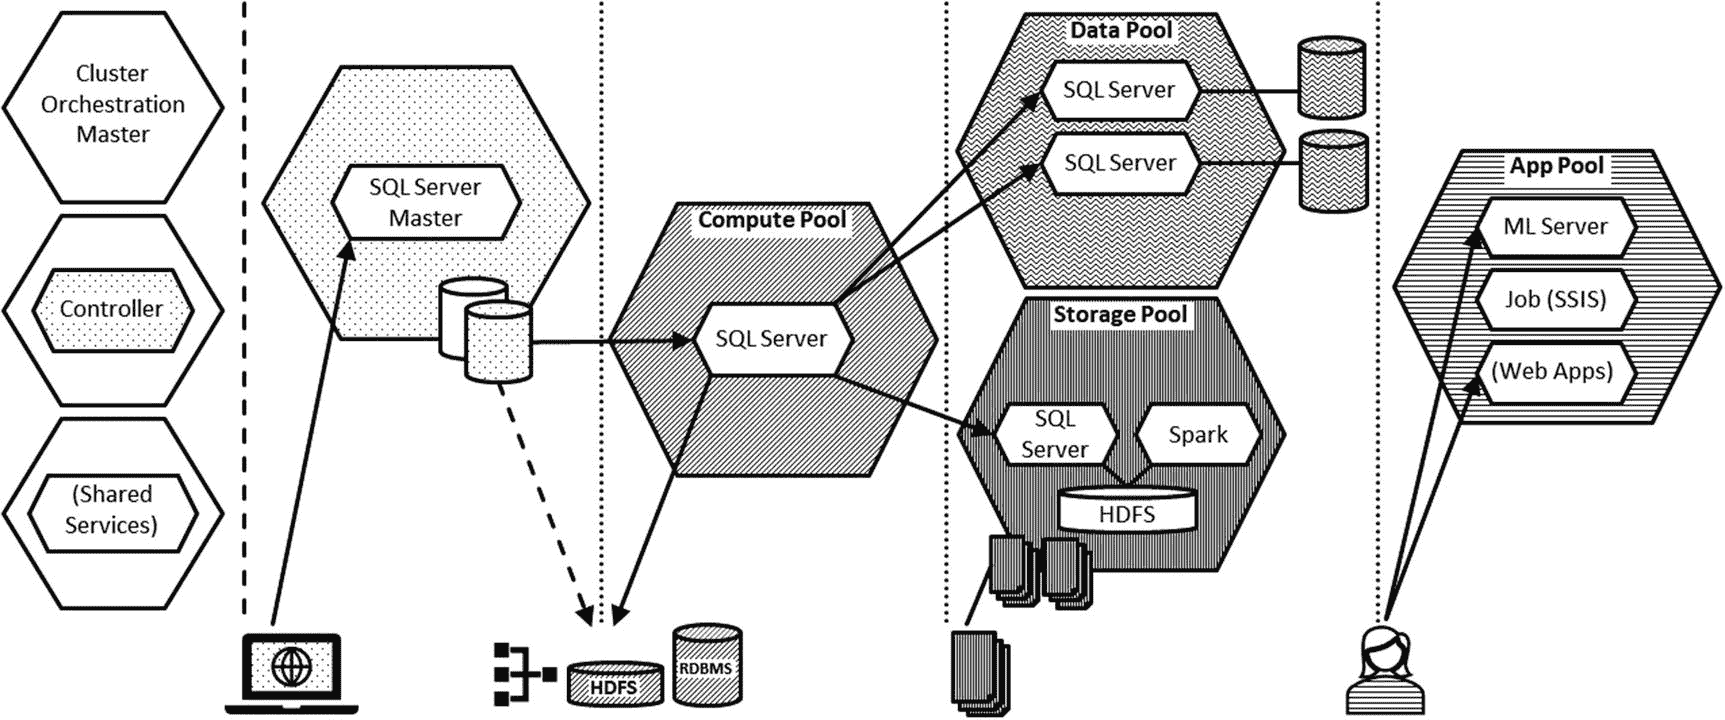 Cluster
Orchestration
Master
Controller
(Shared
Services)
SQL Server
Master
Compute Pool
SQL Server
HDFS
RDBMS
Data Pool
SQL Server
SQL Server
Storage Pool
SQL
Server
Spark
HDFS
App Pool
ML Server
Job (SSIS)
(Web Apps)